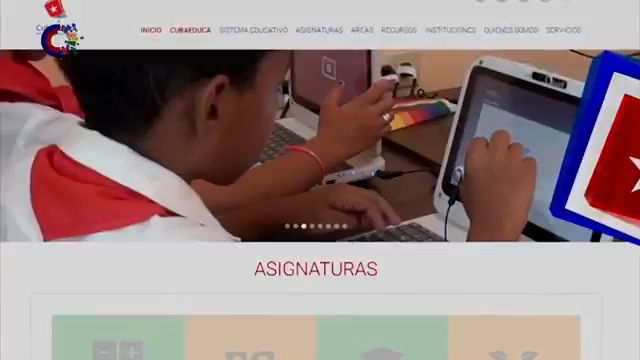 INICIO CUBAEDUCA SISTEMA EDUCATIVO ASIGNATURAS ÁREAS RECURSOS INSTITUCIONES QUIENES SOMOS SERVICIOS
ASIGNATURAS